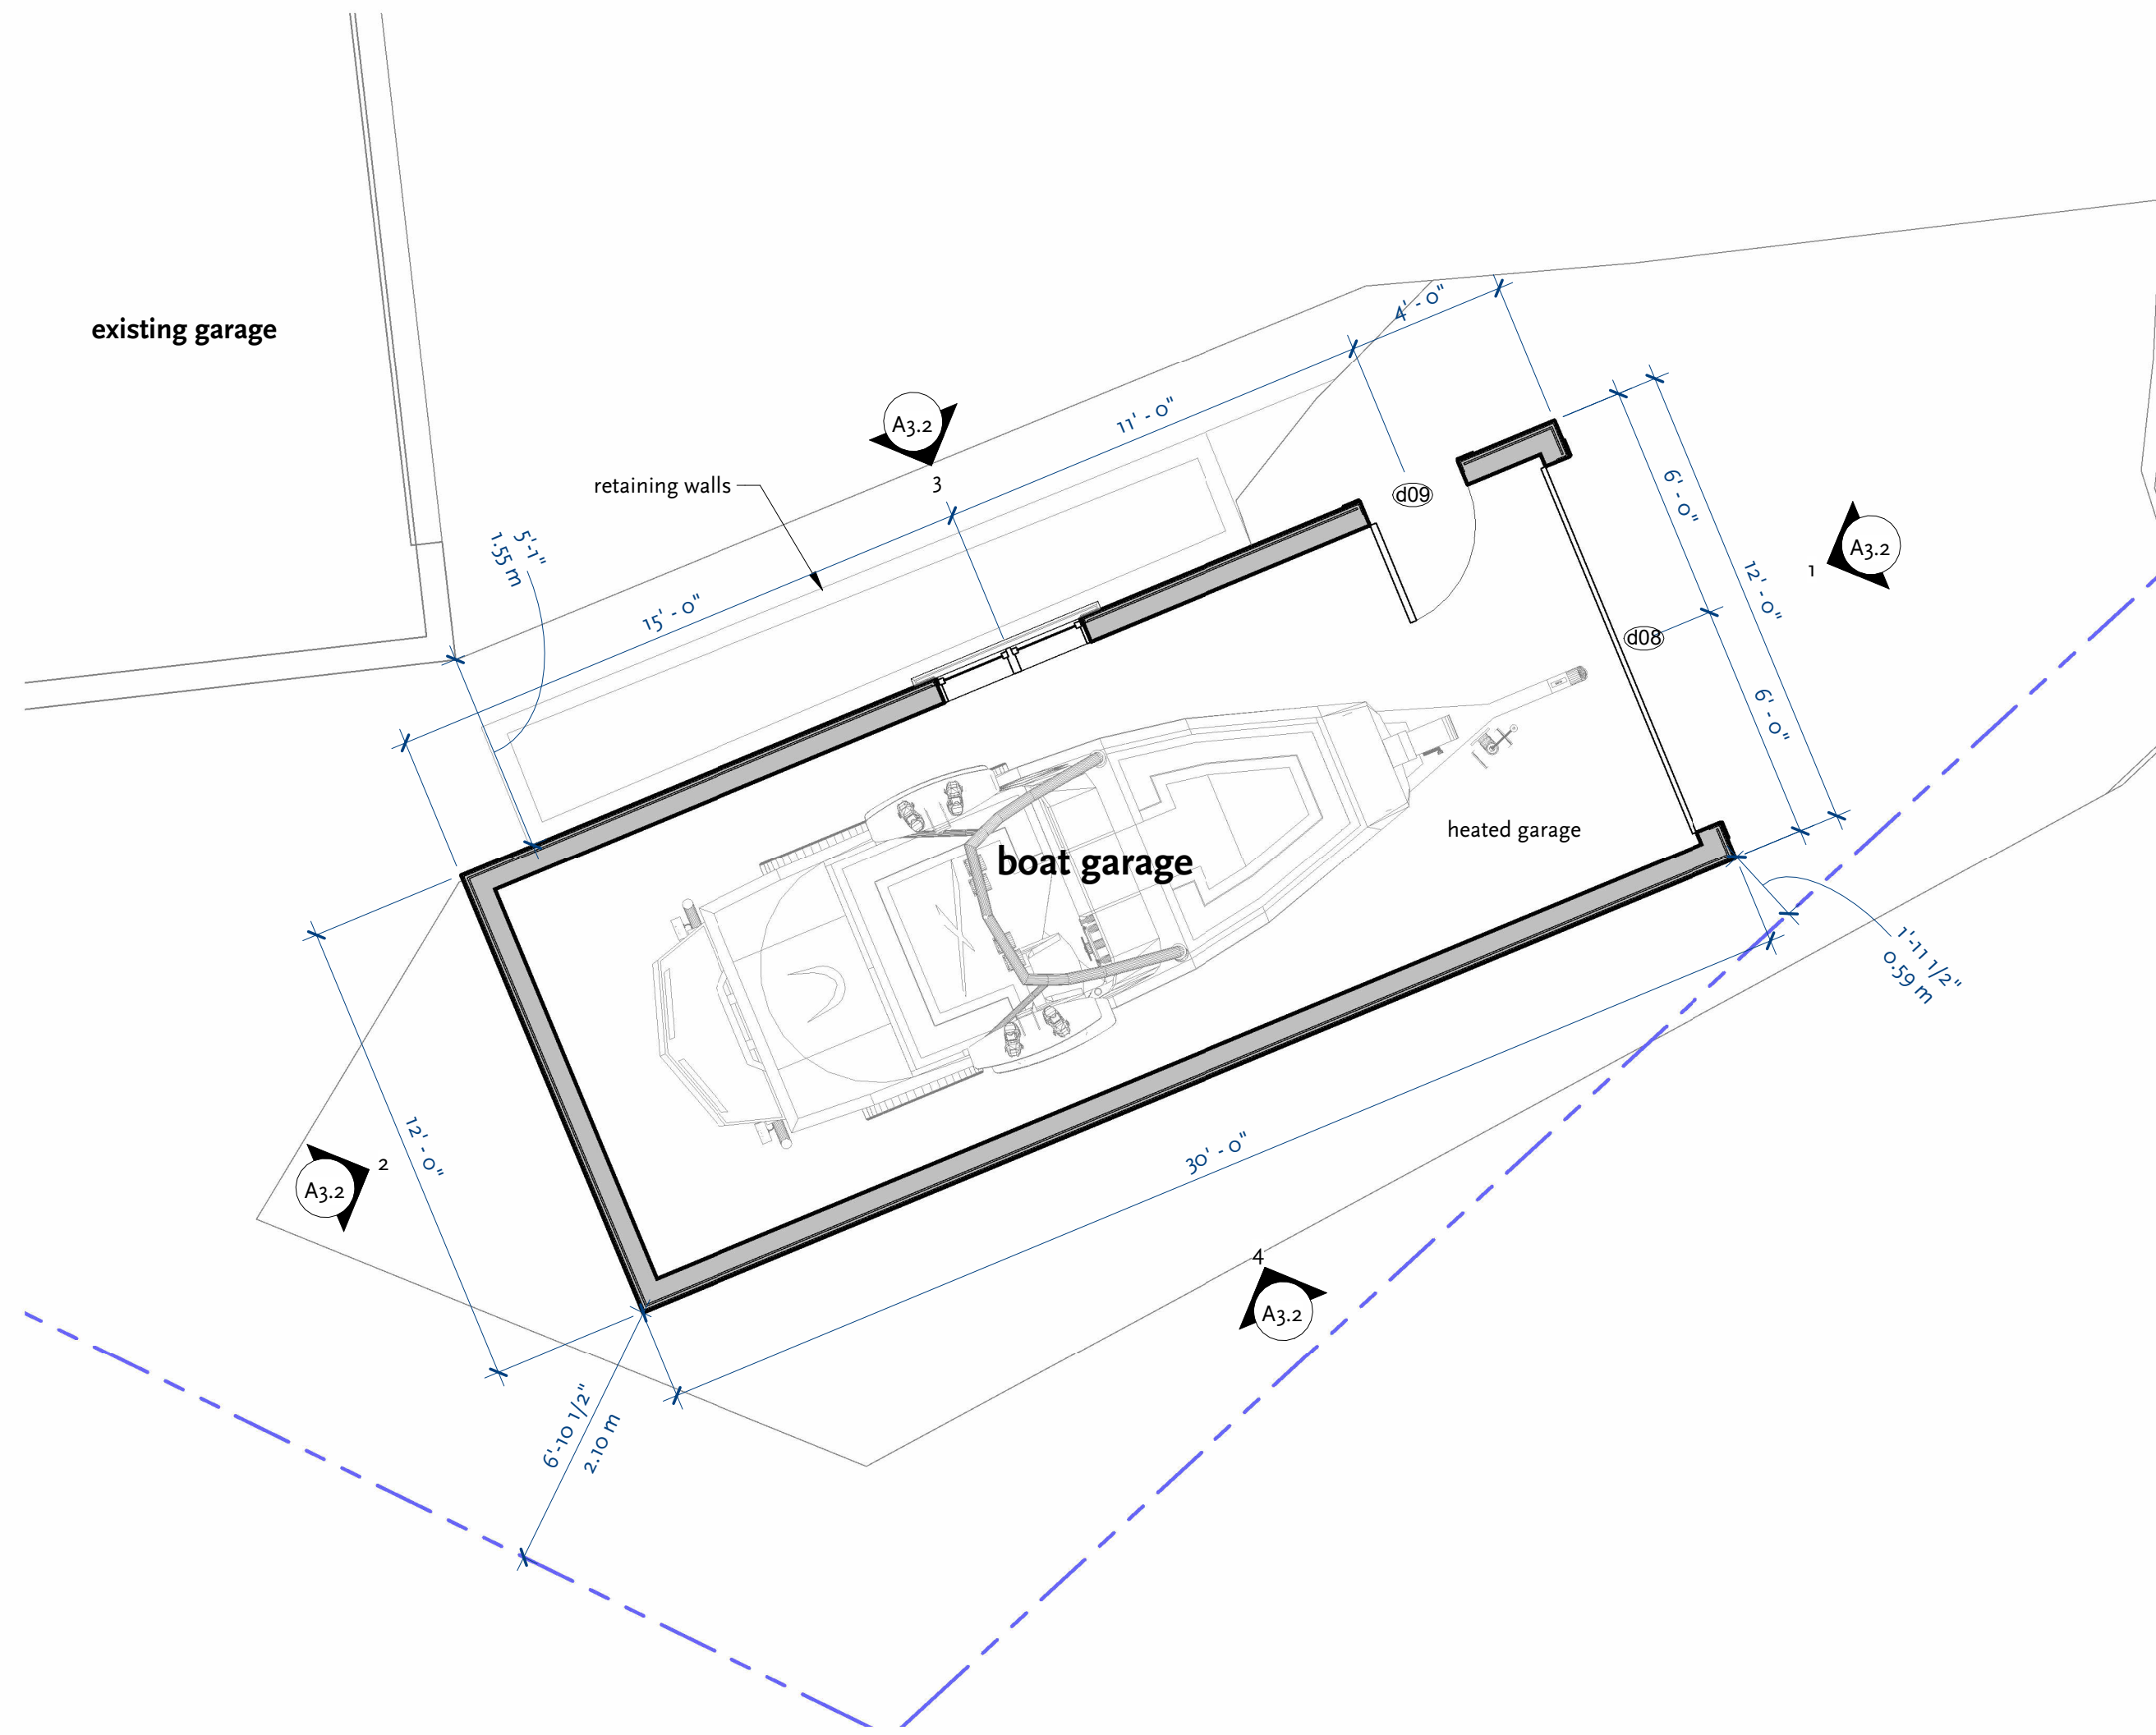 existing garage
4' - 0"
11' - 0"
A3.2
3
retaining walls
d09
6' - 0"
12' - 0"
A3.2
1
5'-1"
1.55 m
15' - 0"
d08
6' - 0"
heated garage
boat garage
1'-11 1/2"
0.59 m
12' - 0"
30' - 0"
2
A3.2
4
A3.2
6'-10 1/2"
2.10 m